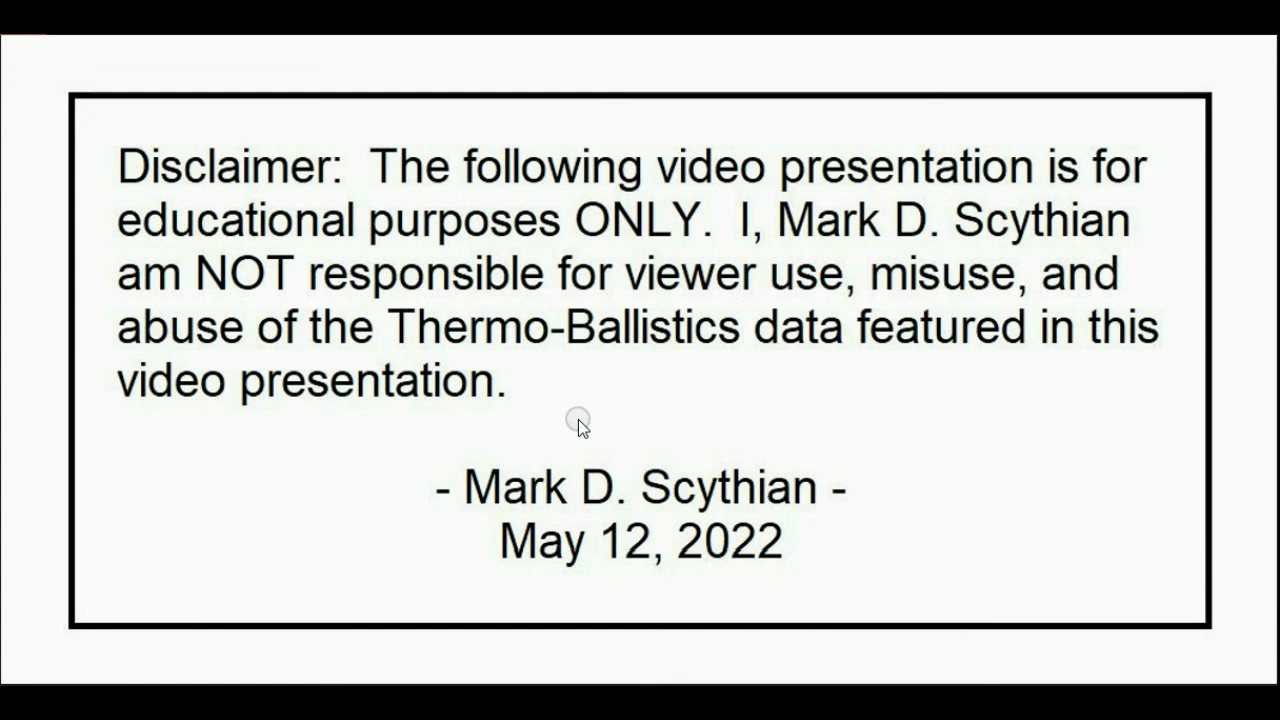 Disclaimer:  The following video presentation is for
educational purposes ONLY.  I, Mark D. Scythian
am NOT responsible for viewer use, misuse, and
abuse of the Thermo-Ballistics data featured in this
video presentation.
- Mark D. Scythian -
May 12, 2022